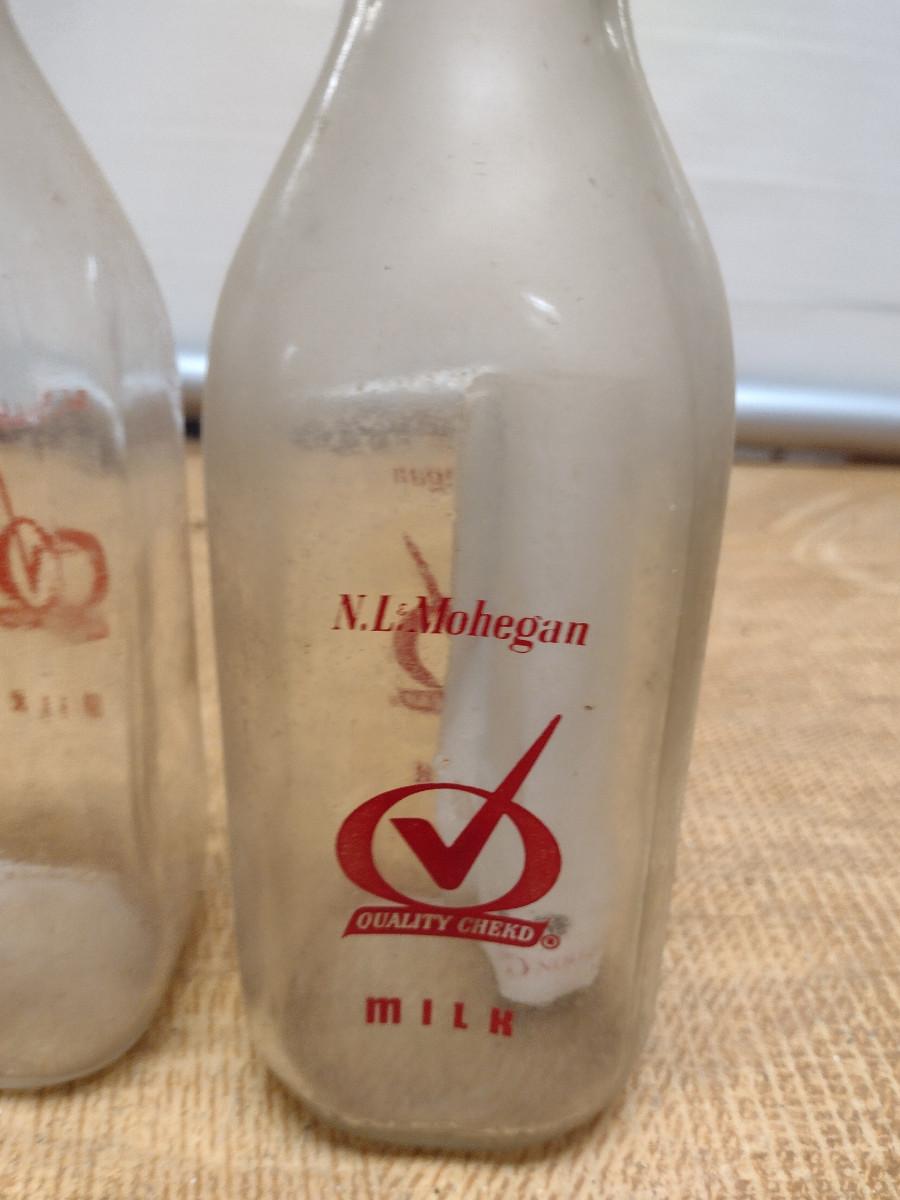 N.L.&Mohegan
QUALITY CHEKD ®
MILK